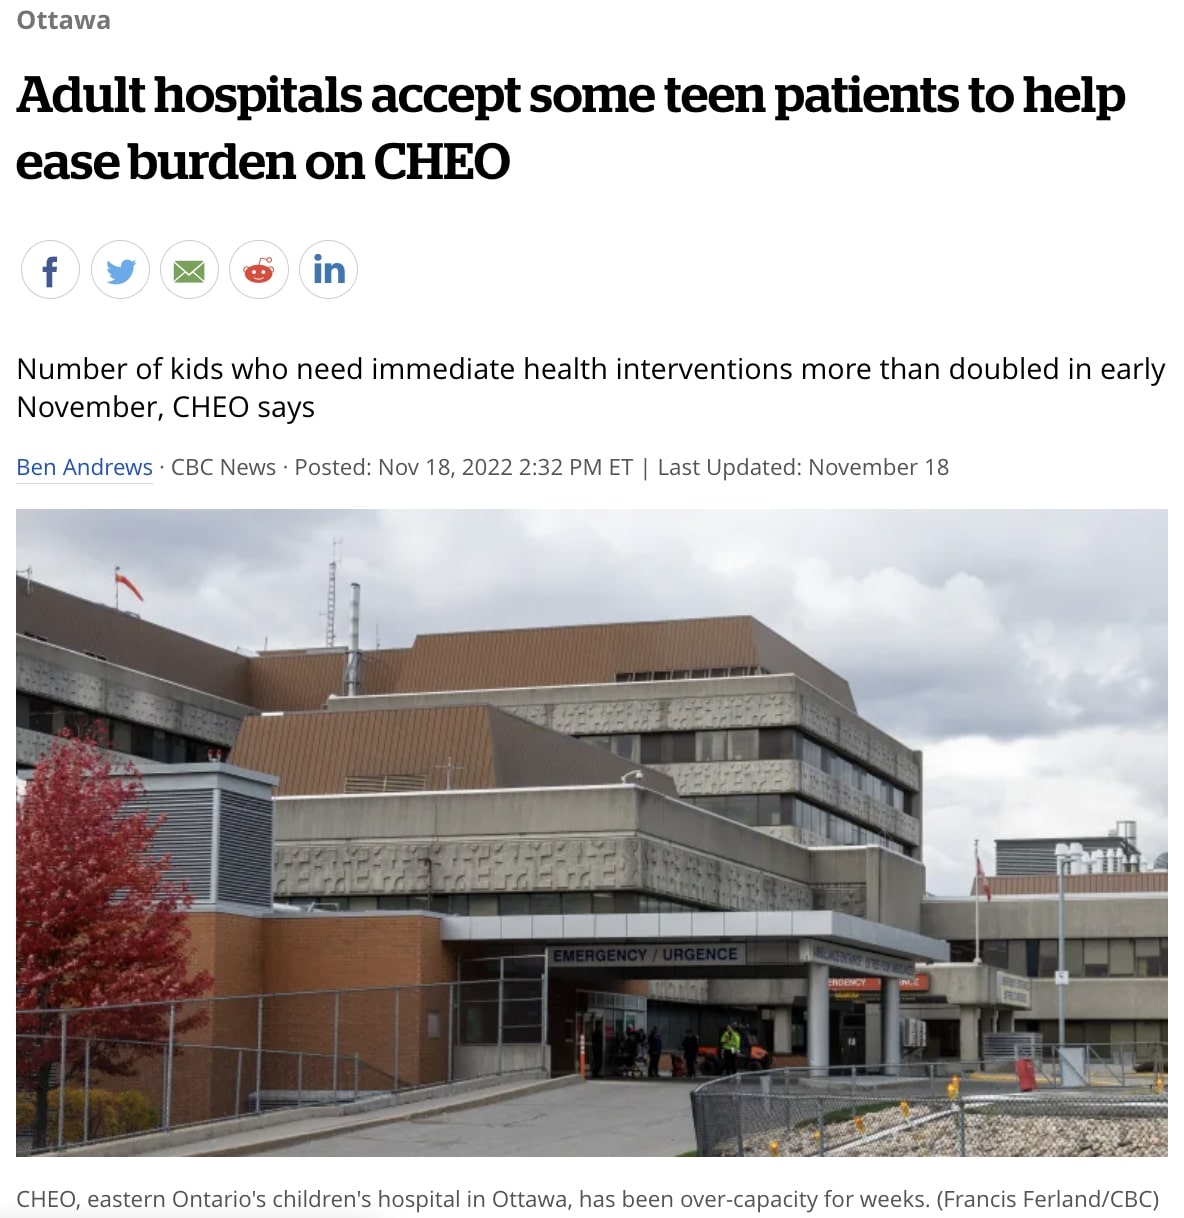 Ottawa
Adult hospitals accept some teen patients to help
ease burden on CHEO
Number of kids who need immediate health interventions more than doubled in early
November, CHEO says
Ben Andrews · CBC News · Posted: Nov 18, 2022 2:32 PM ET | Last Updated: November 18
EMERGENCY / URGENCE
CHEO, eastern Ontario's children's hospital in Ottawa, has been over-capacity for weeks. (Francis Ferland/CBC)